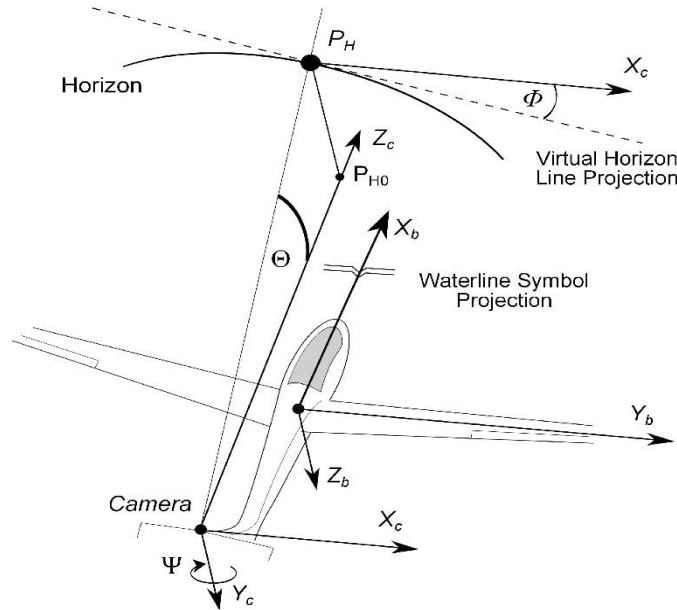 P_H
X_c
Φ
Horizon
Virtual Horizon
Line Projection
Z_c
P_H0
X_b
Θ
Waterline Symbol
Projection
Y_b
Z_b
Camera
X_c
Ψ
Y_c